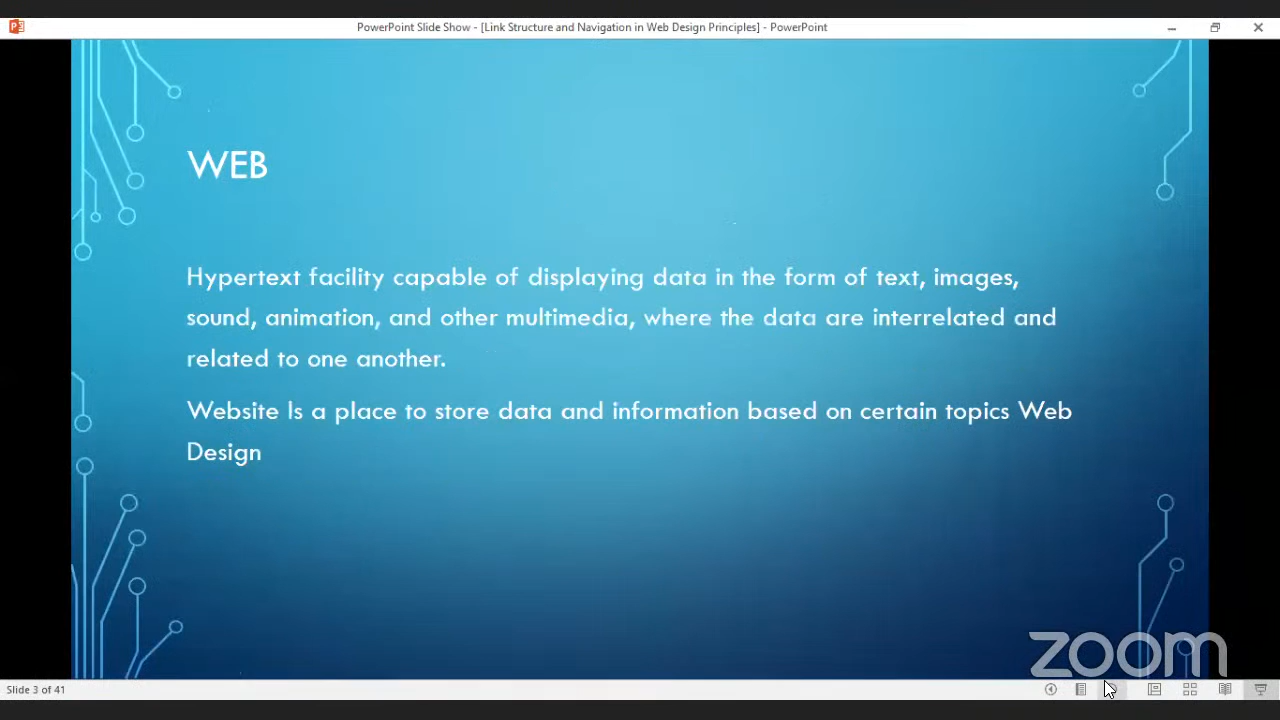 PowerPoint Slide Show - [Link Structure and Navigation in Web Design Principles] - PowerPoint
WEB
Hypertext facility capable of displaying data in the form of text, images,
sound, animation, and other multimedia, where the data are interrelated and
related to one another.
Website Is a place to store data and information based on certain topics Web
Design
zoom
Slide 3 of 41